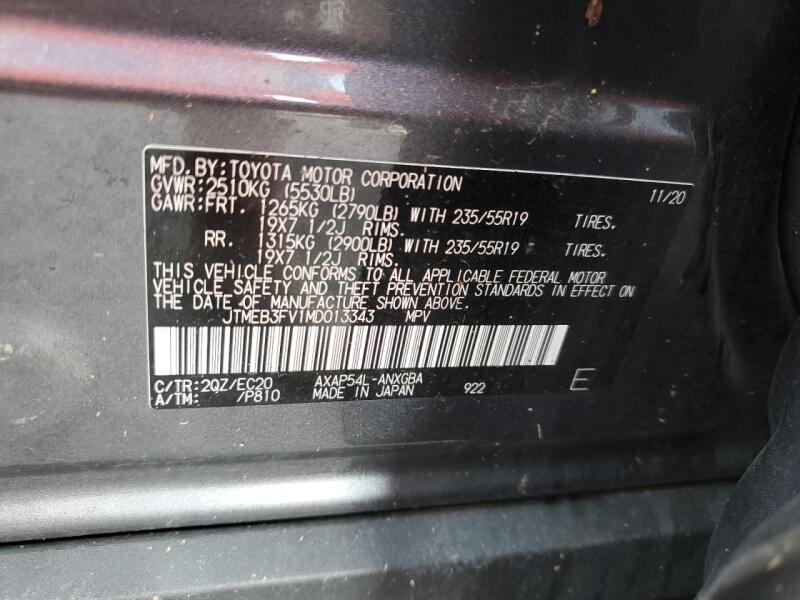 MFD. BY: TOYOTA MOTOR CORPORATION 11/20
GVWR: 2510KG (5530LB)
GAWR: FRT. 1265KG (2790LB) WITH 235/55R19 TIRES.
19X7 1/2J RIMS.
RR. 1315KG (2900LB) WITH 235/55R19 TIRES.
19X7 1/2J RIMS.
THIS VEHICLE CONFORMS TO ALL APPLICABLE FEDERAL MOTOR
VEHICLE SAFETY AND THEFT PREVENTION STANDARDS IN EFFECT ON
THE DATE OF MANUFACTURE SHOWN ABOVE.
JTMEB3FV1MD013343 MPV
C/TR: 2QZ/EC20 AXAP54L-ANXGBA E
A/TM: /P810 MADE IN JAPAN 922